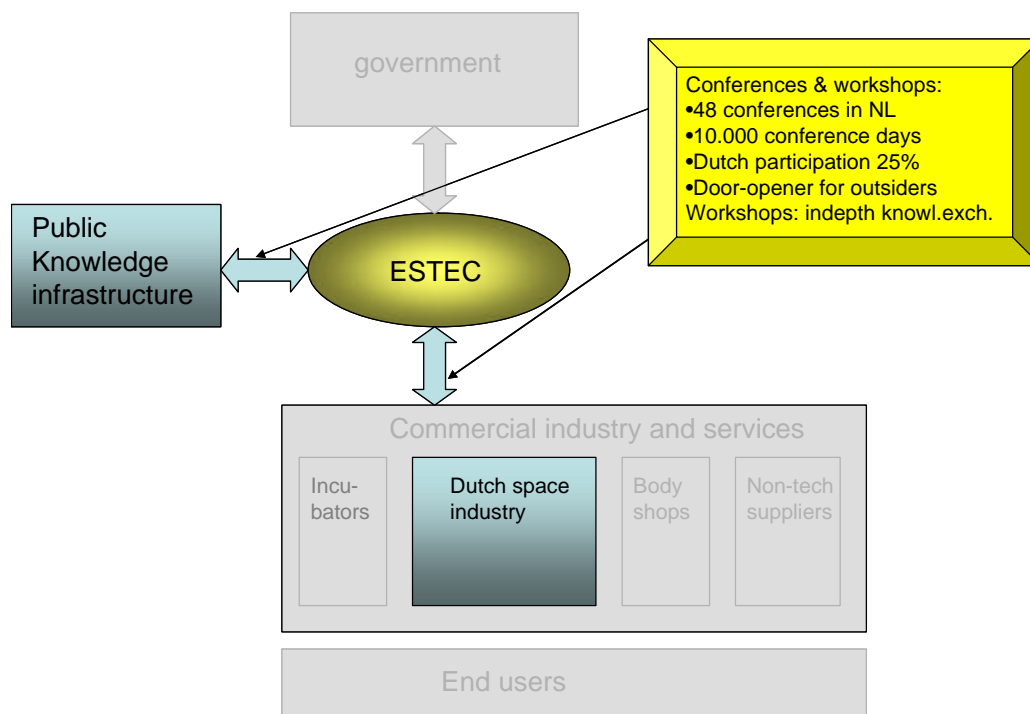 government
Conferences & workshops:
•48 conferences in NL
•10.000 conference days
•Dutch participation 25%
•Door-opener for outsiders
Workshops: indepth knowl.exch.
Public
Knowledge
infrastructure
ESTEC
Commercial industry and services
Incu-
bators
Dutch space
industry
Body
shops
Non-tech
suppliers
End users